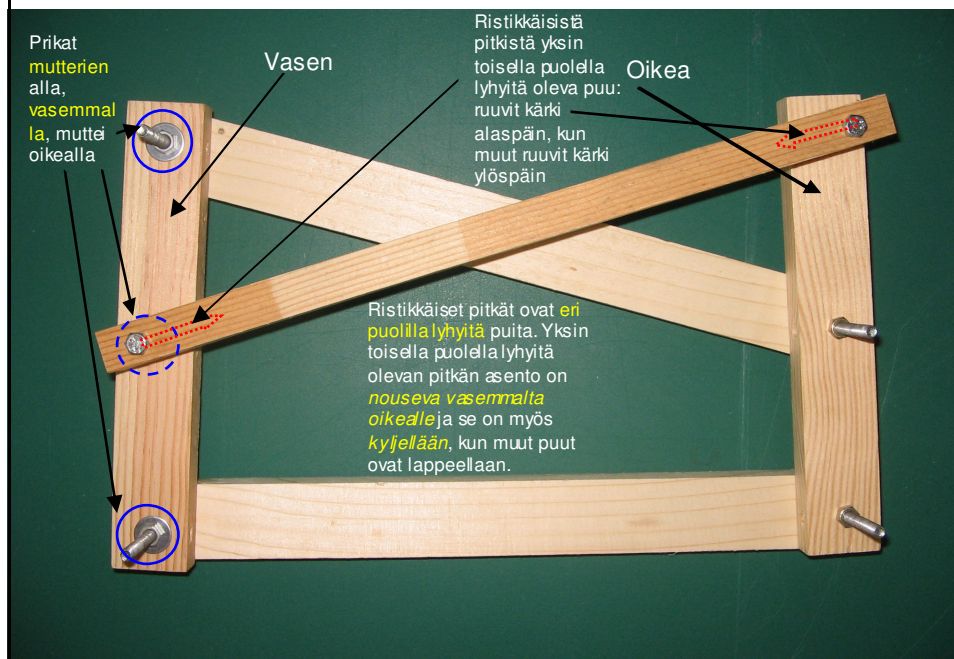 Prikat
mutterien
alla,
vasemmal
la, muttei
oikealla
Vasen
Ristikkäisistä
pitkistä yksin
toisella puolella
lyhyitä oleva puu:
ruuvit kärki
alaspäin, kun
muut ruuvit kärki
ylöspäin
Oikea
Ristikkäiset pitkät ovat eri
puolilla lyhyitä puita. Yksin
toisella puolella lyhyitä
olevan pitkän asento on
nouseva vasemmalta
oikealle ja se on myös
kyljellään, kun muut puut
ovat lappeellaan.